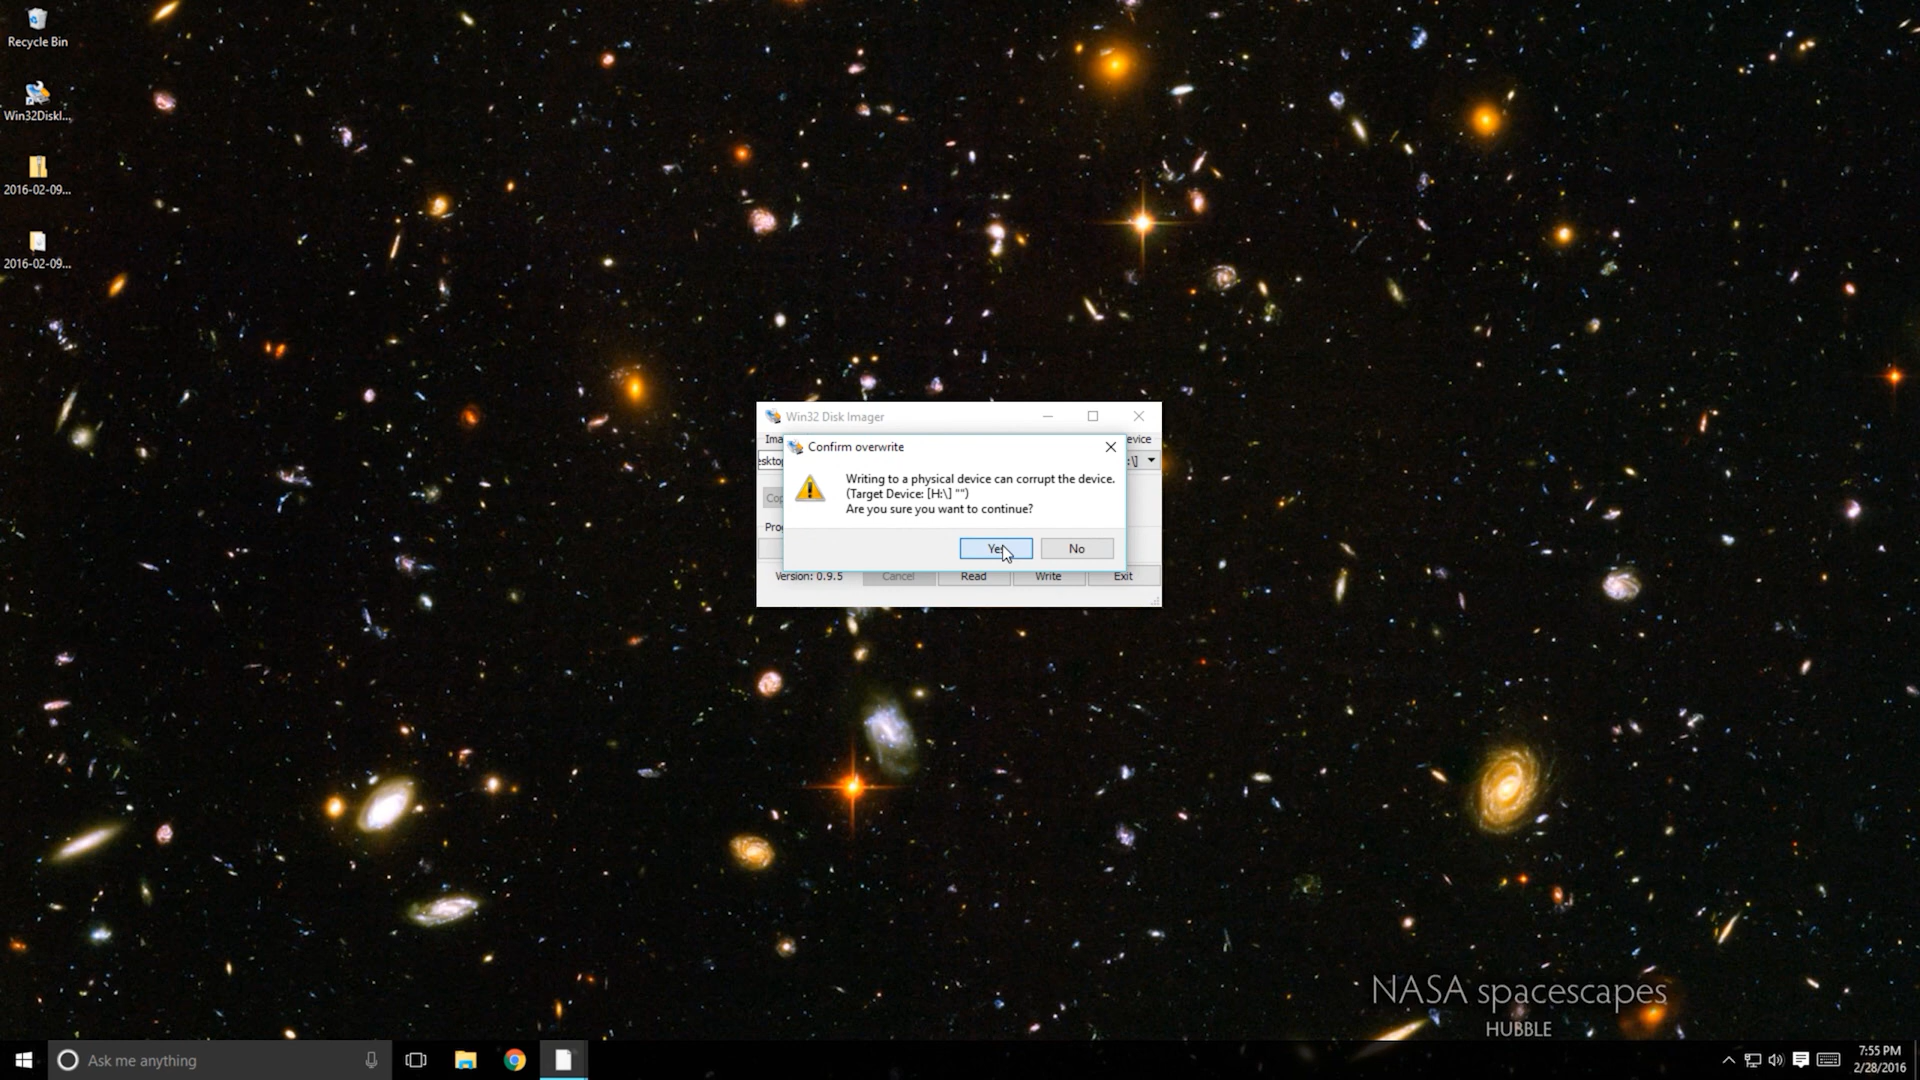 Recycle Bin
Win32DiskI...
2016-02-09...
2016-02-09...
Win32 Disk Imager
Confirm overwrite
Writing to a physical device can corrupt the device.
(Target Device: [H:\] "")
Are you sure you want to continue?
Yes
No
Version: 0.9.5
Cancel
Read
Write
Exit
NASA spacescapes
HUBBLE
Ask me anything
7:55 PM
2/28/2016